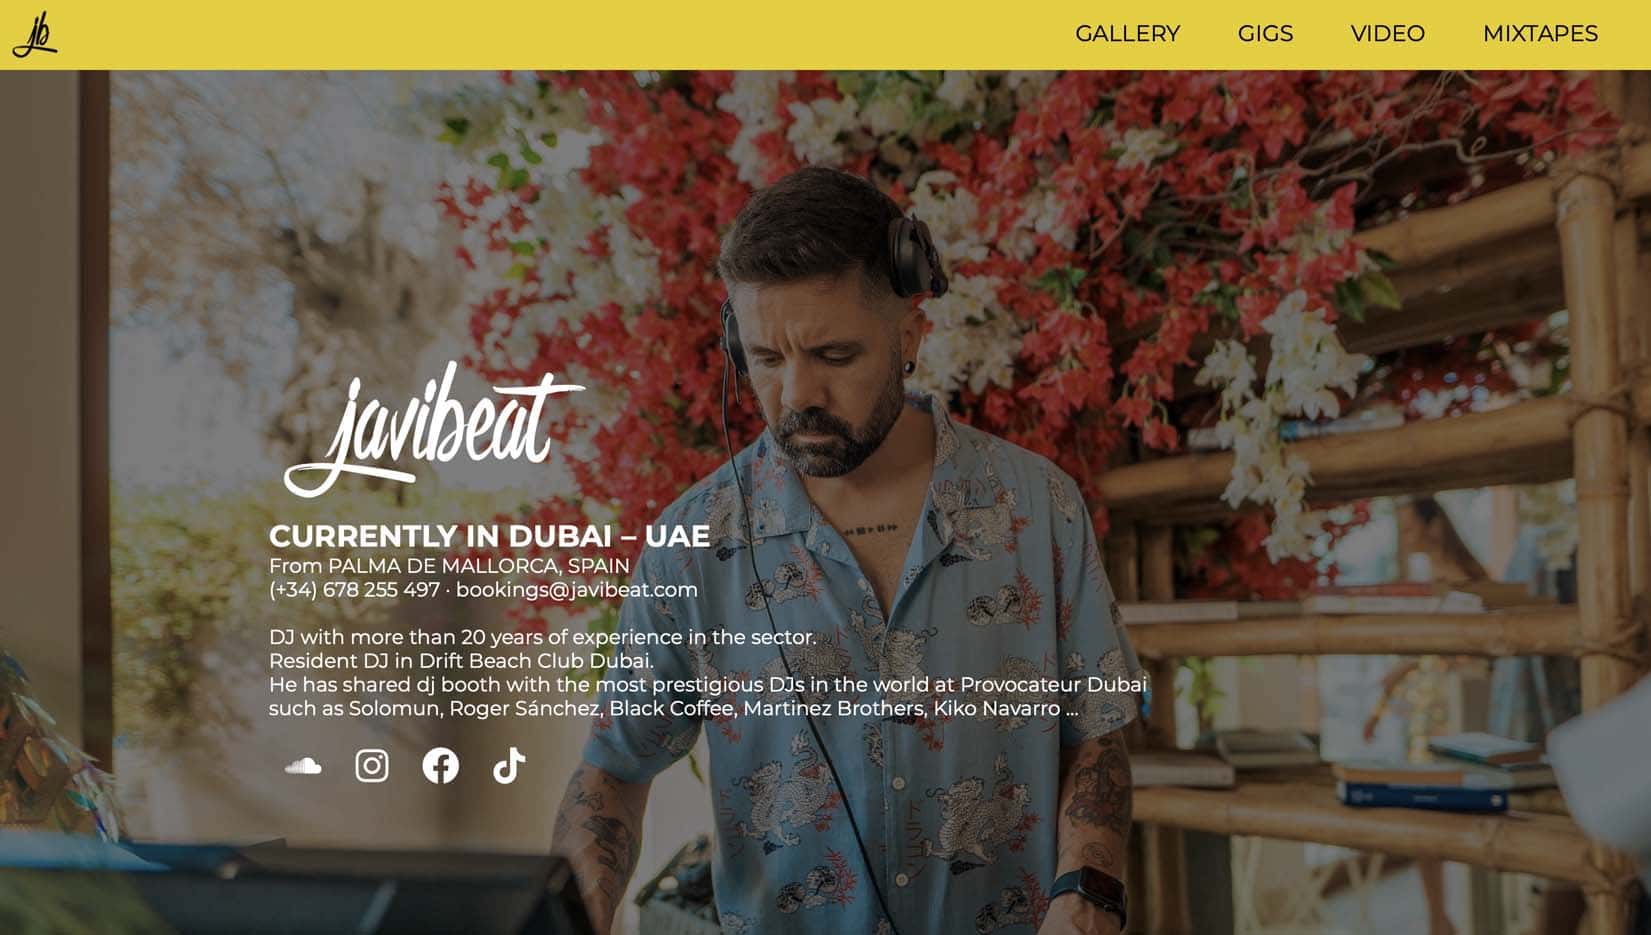 jb
GALLERY GIGS VIDEO MIXTAPES
javibeat
CURRENTLY IN DUBAI – UAE
From PALMA DE MALLORCA, SPAIN
(+34) 678 255 497 · bookings@javibeat.com
DJ with more than 20 years of experience in the sector.
Resident DJ in Drift Beach Club Dubai.
He has shared dj booth with the most prestigious DJs in the world at Provocateur Dubai
such as Solomun, Roger Sánchez, Black Coffee, Martinez Brothers, Kiko Navarro ...